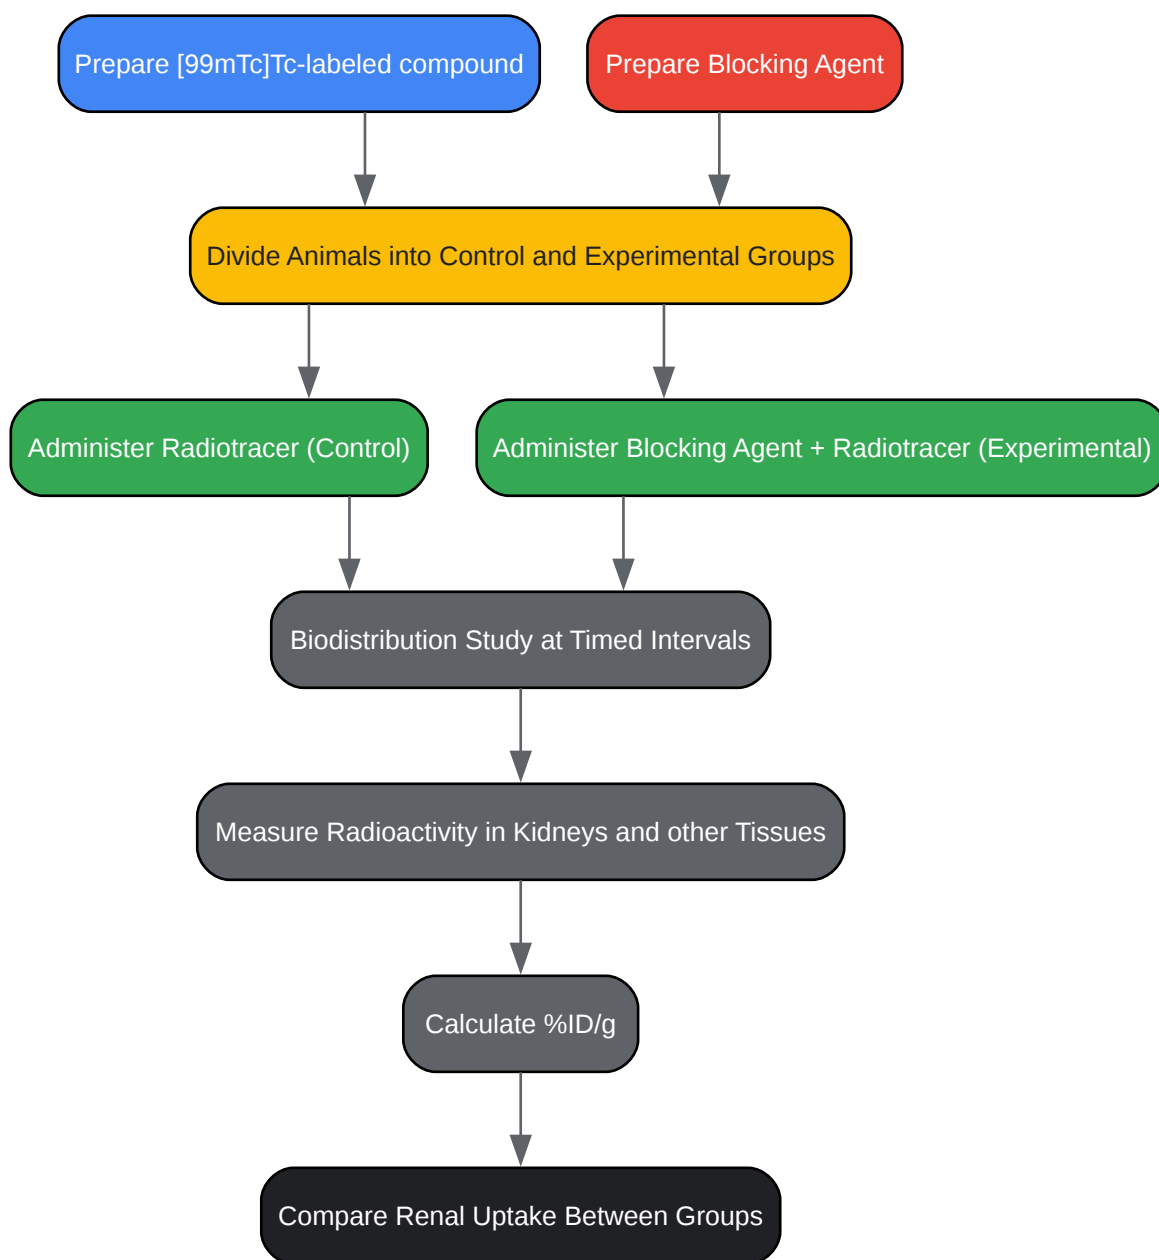 Prepare [99mTc]Tc-labeled compound
Prepare Blocking Agent
Divide Animals into Control and Experimental Groups
Administer Radiotracer (Control)
Administer Blocking Agent + Radiotracer (Experimental)
Biodistribution Study at Timed Intervals
Measure Radioactivity in Kidneys and other Tissues
Calculate %ID/g
Compare Renal Uptake Between Groups